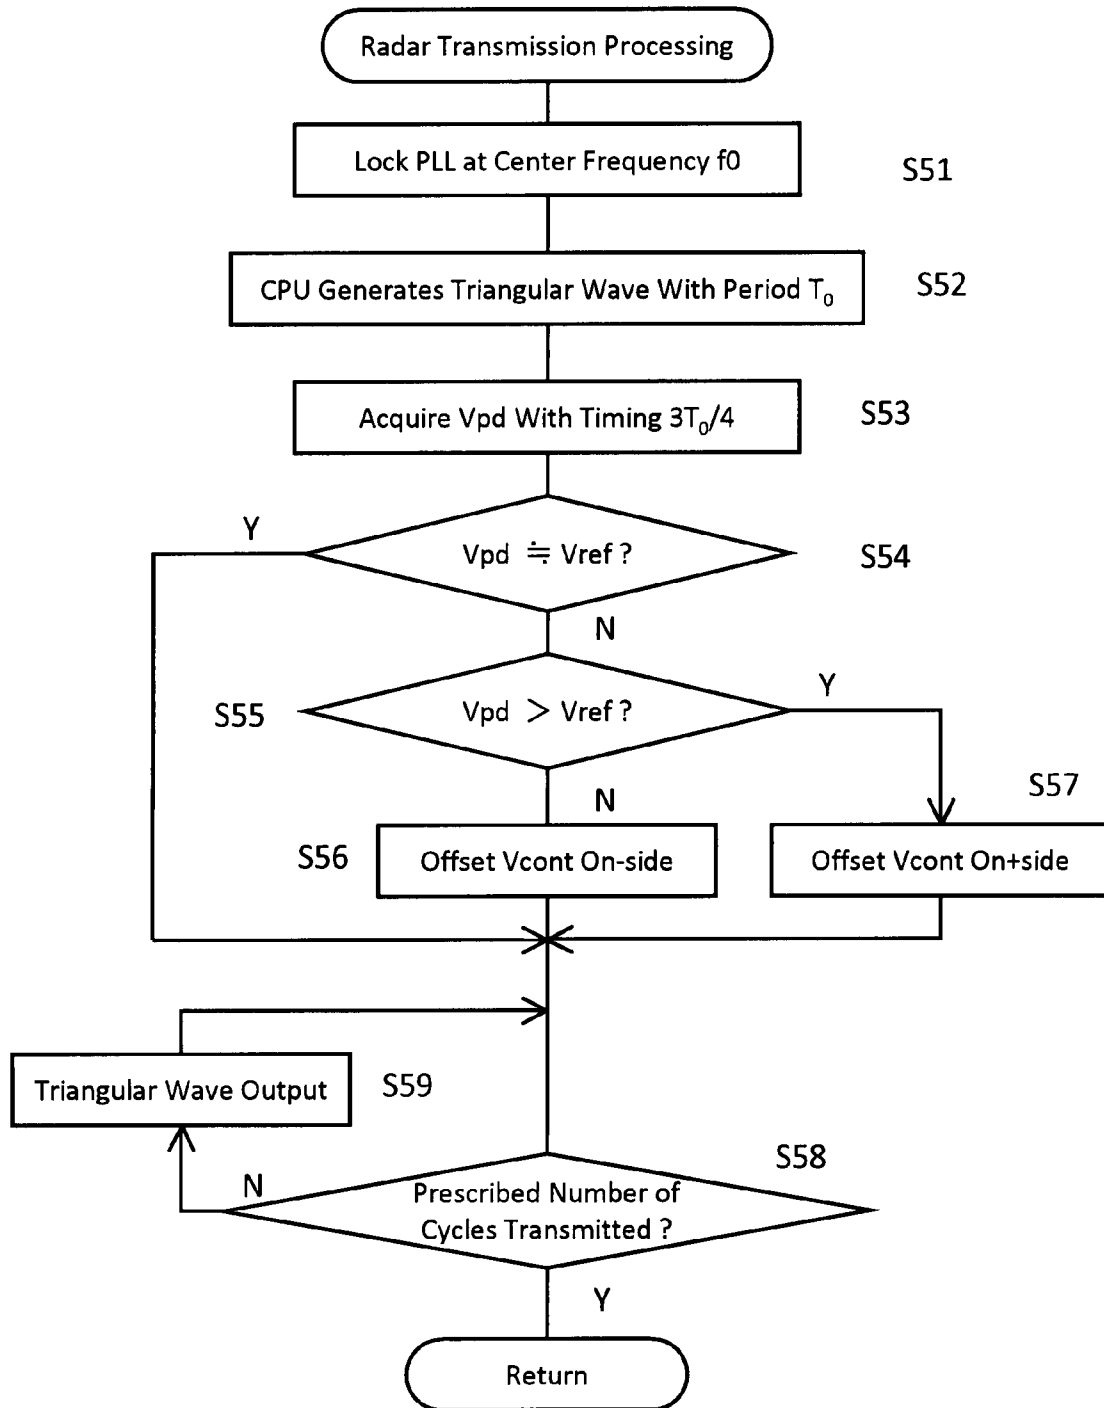 Radar Transmission Processing
Lock PLL at Center Frequency f0
S51
CPU Generates Triangular Wave With Period T₀
S52
Acquire Vpd With Timing 3T₀/4
S53
Y
Vpd ≒ Vref ?
S54
N
S55
Vpd > Vref ?
Y
N
S57
S56
Offset Vcont On-side
Offset Vcont On+side
Triangular Wave Output
S59
S58
N
Prescribed Number of
Cycles Transmitted ?
Y
Return